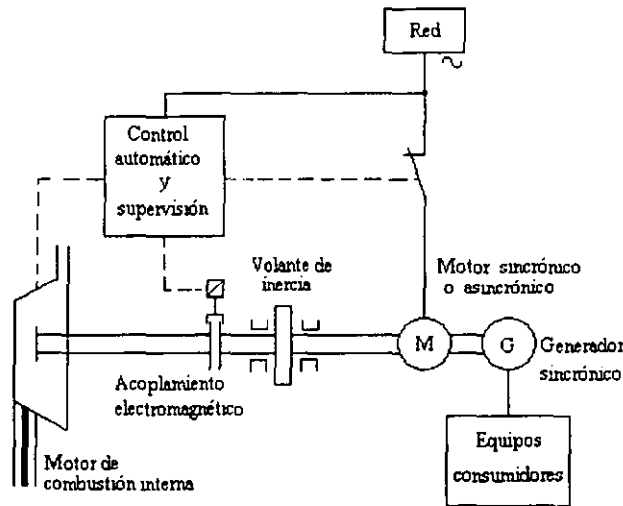 Red
Control
automático
y
supervisión
Volante de
inercia
Motor sincrónico
o asincrónico
M
G
Generador
sincrónico
Acoplamiento
electromagnético
Equipos
consumidores
Motor de
combustión interna